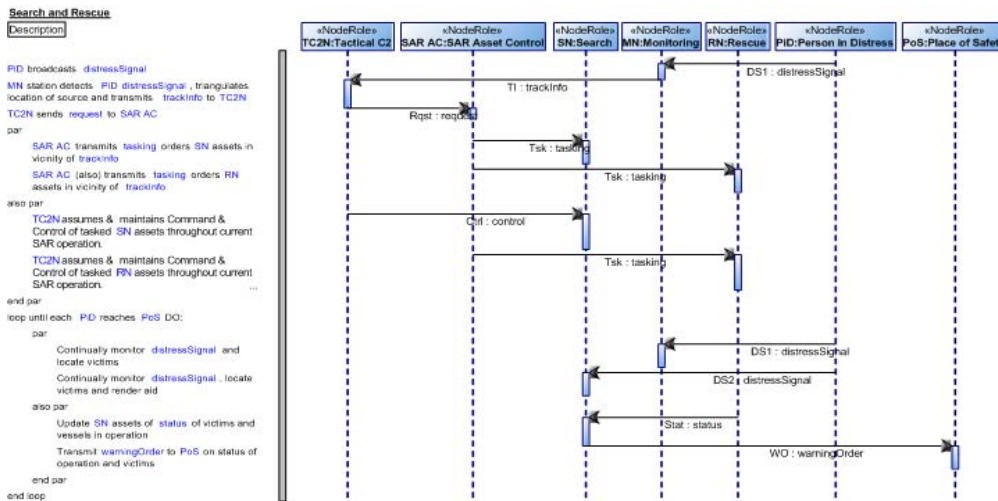 Search and Rescue
Description
PiD broadcasts distressSignal
MN station detects PiD distressSignal , triangulates
location of source and transmits trackInfo to TC2N
TC2N sends request to SAR AC
par
SAR AC transmits tasking orders SN assets in
vicinity of trackInfo
SAR AC (also) transmits tasking orders RN
assets in vicinity of trackInfo
also par
TC2N assumes & maintains Command &
Control of tasked SN assets throughout current
SAR operation.
TC2N assumes & maintains Command &
Control of tasked RN assets throughout current
SAR operation.
...
end par
loop until each PiD reaches PoS DO:
par
Continually monitor distressSignal and
locate victims
Continually monitor distressSignal , locate
victims and render aid
also par
Update SN assets of status of victims and
vessels in operation
Transmit warningOrder to PoS on status of
operation and victims
end par
end loop
«NodeRole»
TC2N:Tactical C2
«NodeRole»
SAR AC:SAR Asset Control
«NodeRole»
SN:Search
«NodeRole»
MN:Monitoring
«NodeRole»
RN:Rescue
«NodeRole»
PiD:Person in Distress
«NodeRole»
PoS:Place of Safet
DS1 : distressSignal
TI : trackInfo
Rqst : request
Tsk : tasking
Tsk : tasking
Ctrl : control
Tsk : tasking
DS1 : distressSignal
DS2 : distressSignal
Stat : status
WO : warningOrder